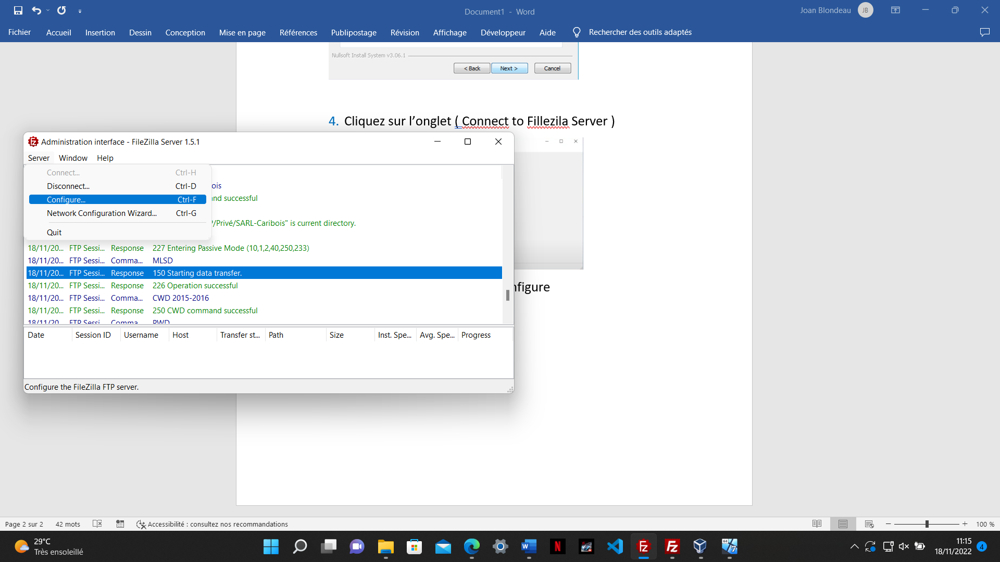 Document1 - Word
Joan Blondeau JB
Fichier Accueil Insertion Dessin Conception Mise en page Références Publipostage Révision Affichage Développeur Aide Rechercher des outils adaptés
Nullsoft Install System v3.06.1
< Back Next > Cancel
4. Cliquez sur l’onglet ( Connect to Fillezila Server )
Administration interface - FileZilla Server 1.5.1
Server Window Help
Connect... Ctrl-H
Disconnect... Ctrl-D
ois
Configure... Ctrl-F
nd successful
Network Configuration Wizard... Ctrl-G
P/Privé/SARL-Caribois" is current directory.
Quit
18/11/20... FTP Sessi... Response 227 Entering Passive Mode (10,1,2,40,250,233)
18/11/20... FTP Sessi... Comma... MLSD
18/11/20... FTP Sessi... Response 150 Starting data transfer.
18/11/20... FTP Sessi... Response 226 Operation successful
18/11/20... FTP Sessi... Comma... CWD 2015-2016
18/11/20... FTP Sessi... Response 250 CWD command successful
18/11/20... FTP Sessi... Comma... PWD
nfigure
Date Session ID Username Host Transfer st... Path Size Inst. Spe... Avg. Spe... Progress
Configure the FileZilla FTP server.
Page 2 sur 2 42 mots Accessibilité : consultez nos recommandations 100 %
29°C
Très ensoleillé
11:15
18/11/2022 4